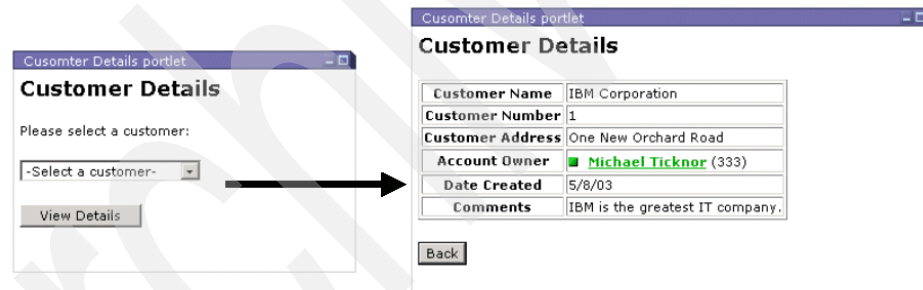 Cusomter Details portlet
Customer Details
Please select a customer:
-Select a customer-
View Details
Cusomter Details portlet
Customer Details
Customer Name IBM Corporation
Customer Number 1
Customer Address One New Orchard Road
Account Owner Michael Ticknor (333)
Date Created 5/8/03
Comments IBM is the greatest IT company.
Back